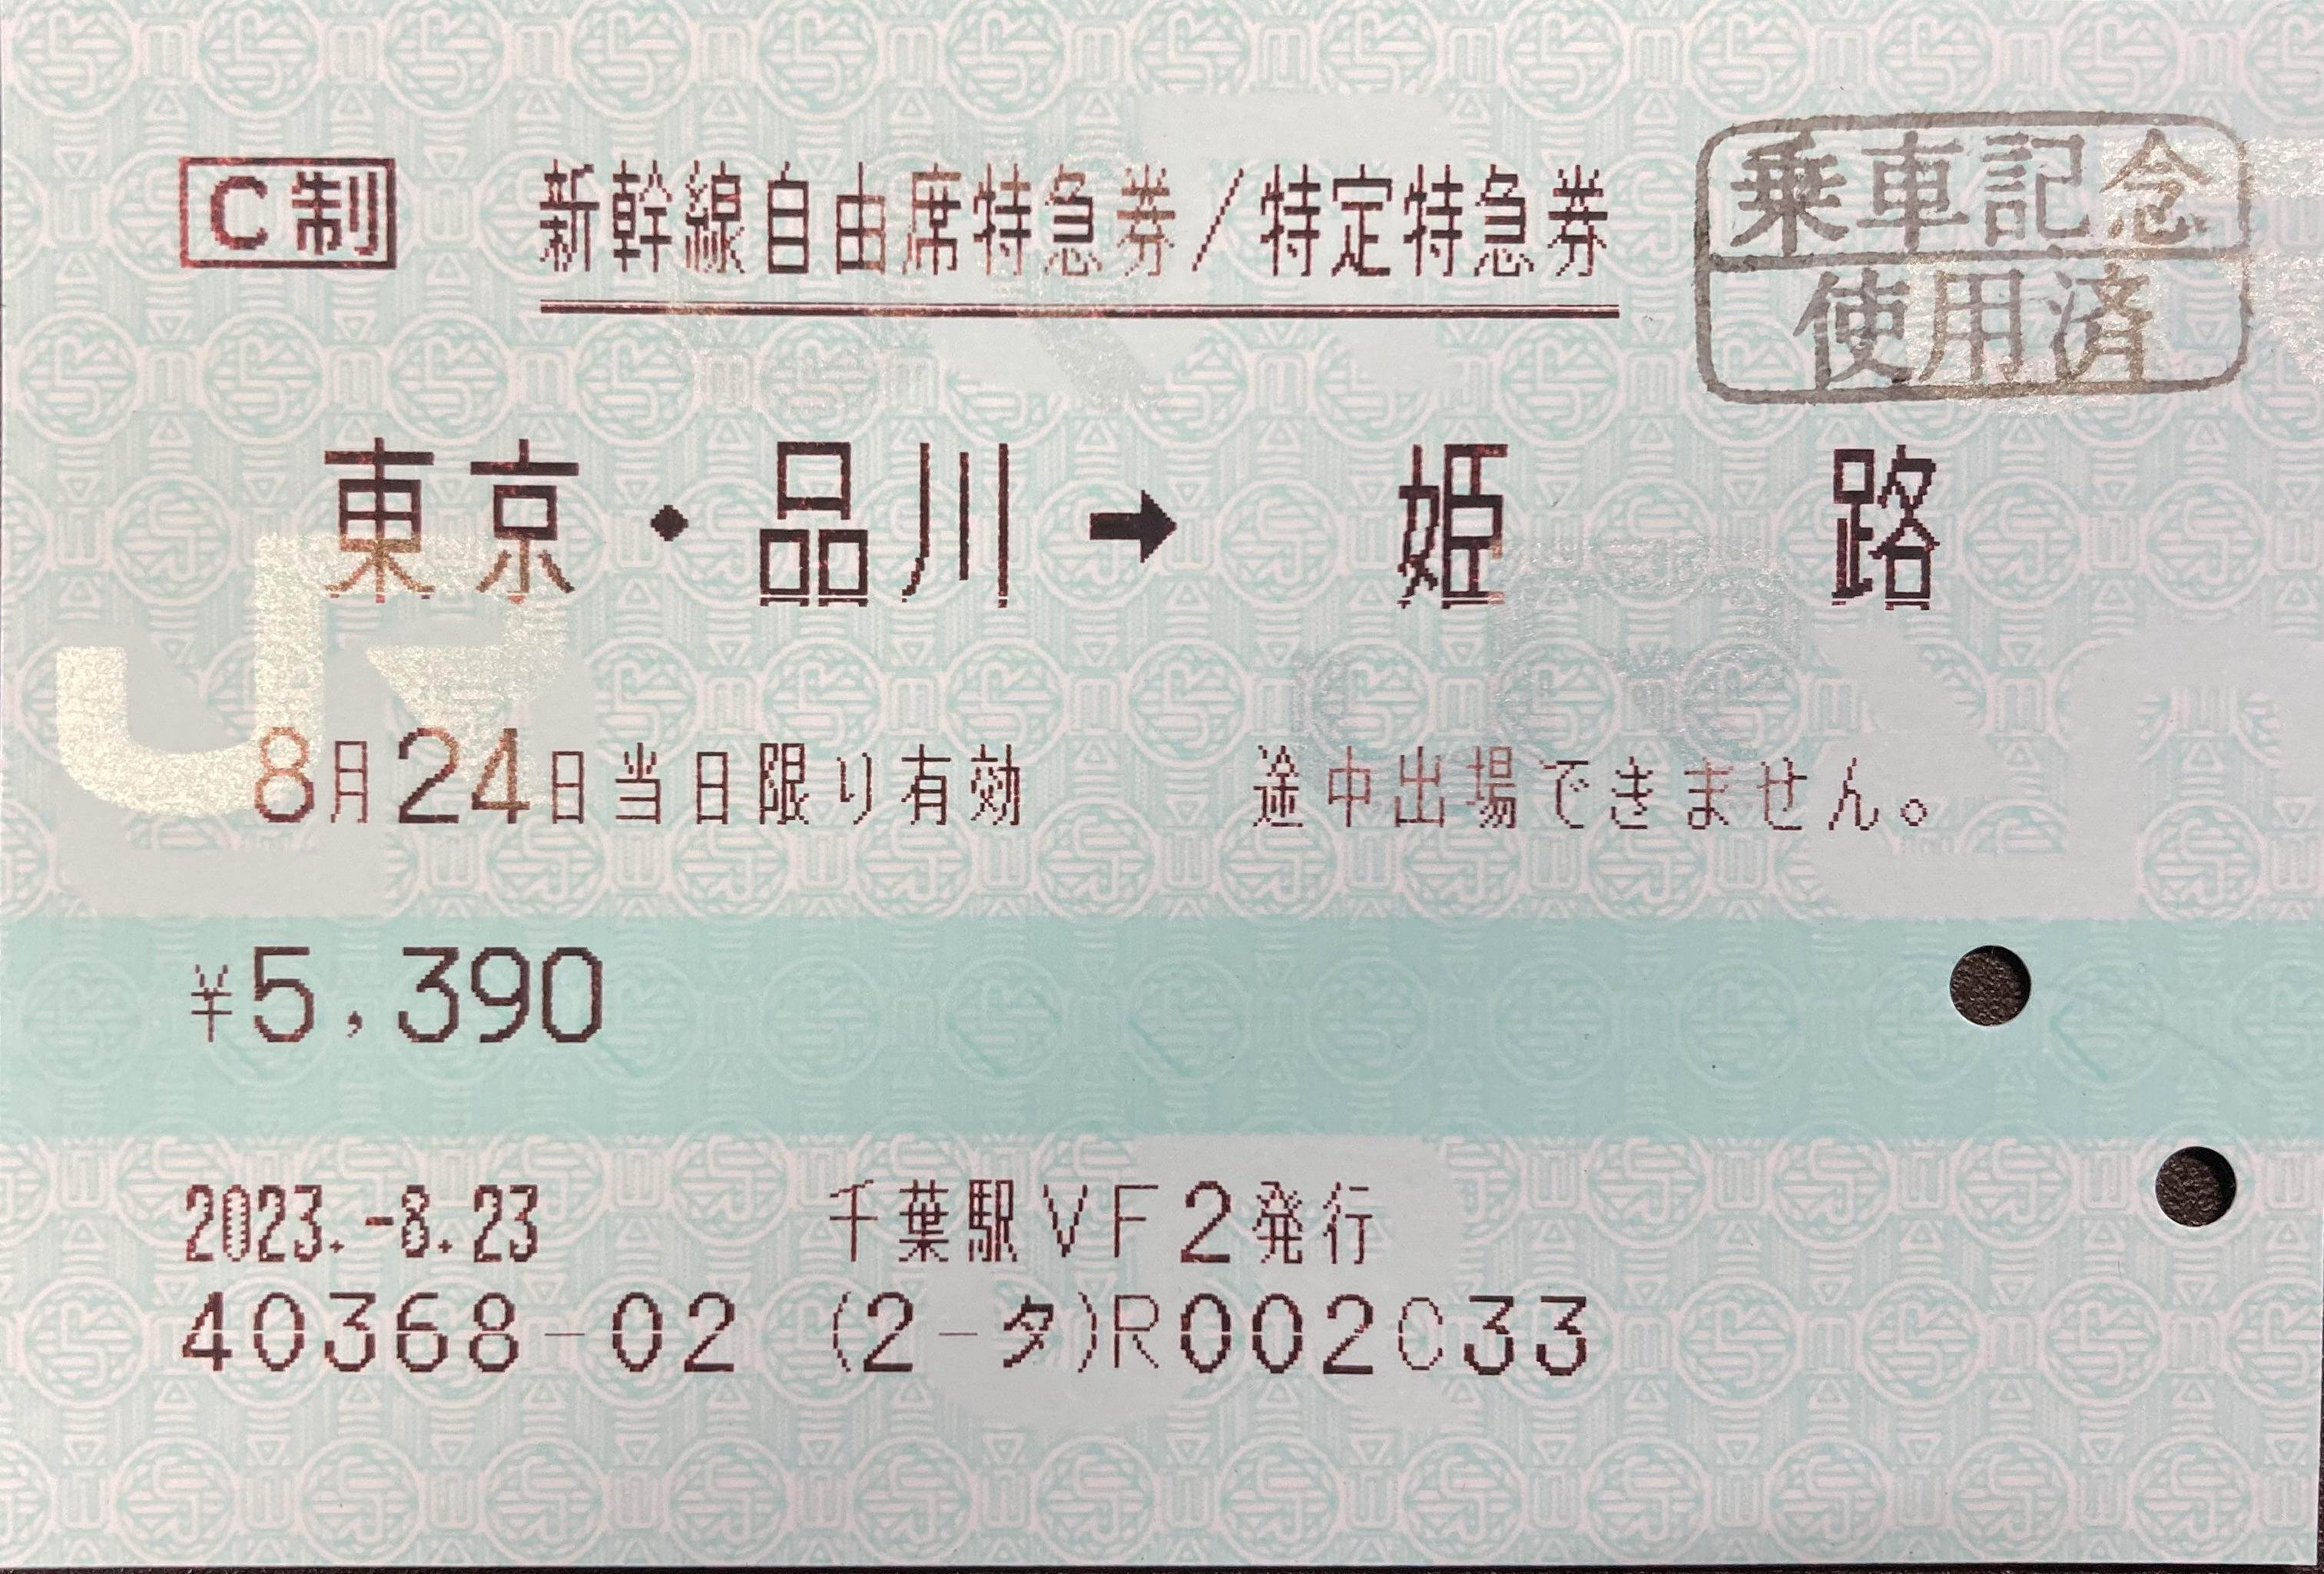 C制 新幹線自由席特急券/特定特急券
乗車記念
使用済
東京・品川➡姫路
8月24日当日限り有効 途中出場できません。
¥5,390
2023.-8.23 千葉駅VF2発行
40368-02 (2-タ)R002C33